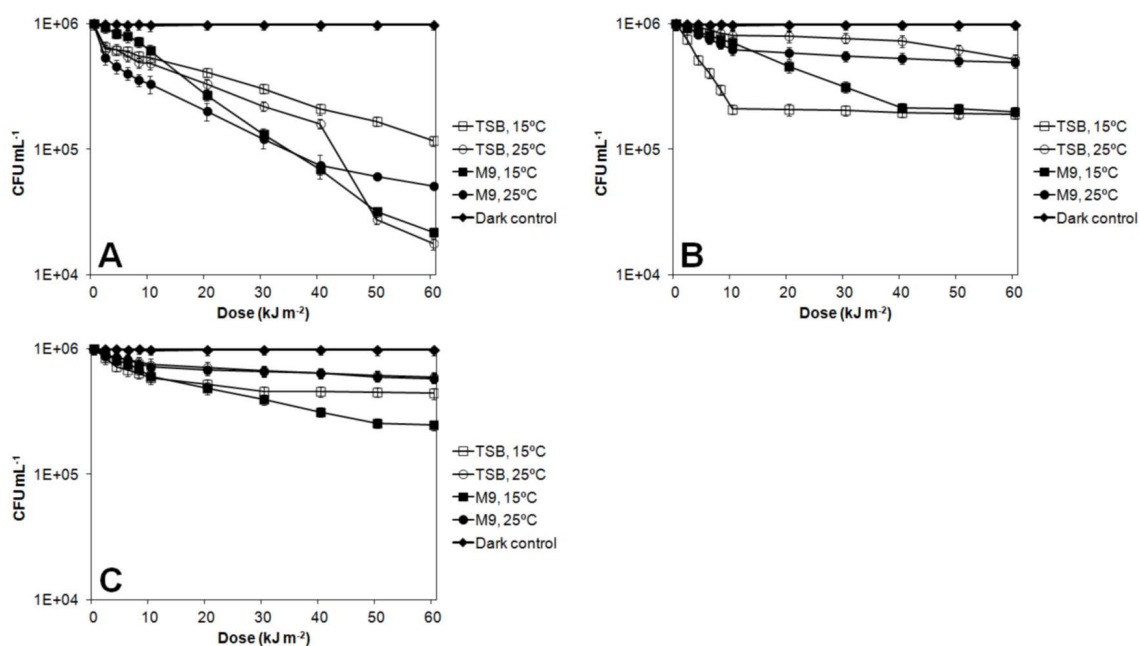 1E+06
1E+05
1E+04
CFU mL-1
A
0 10 20 30 40 50 60
Dose (kJ m-2)
TSB, 15ºC
TSB, 25ºC
M9, 15ºC
M9, 25ºC
Dark control
1E+06
1E+05
1E+04
CFU mL-1
B
0 10 20 30 40 50 60
Dose (kJ m-2)
TSB, 15ºC
TSB, 25ºC
M9, 15ºC
M9, 25ºC
Dark control
1E+06
1E+05
1E+04
CFU mL-1
C
0 10 20 30 40 50 60
Dose (kJ m-2)
TSB, 15ºC
TSB, 25ºC
M9, 15ºC
M9, 25ºC
Dark control